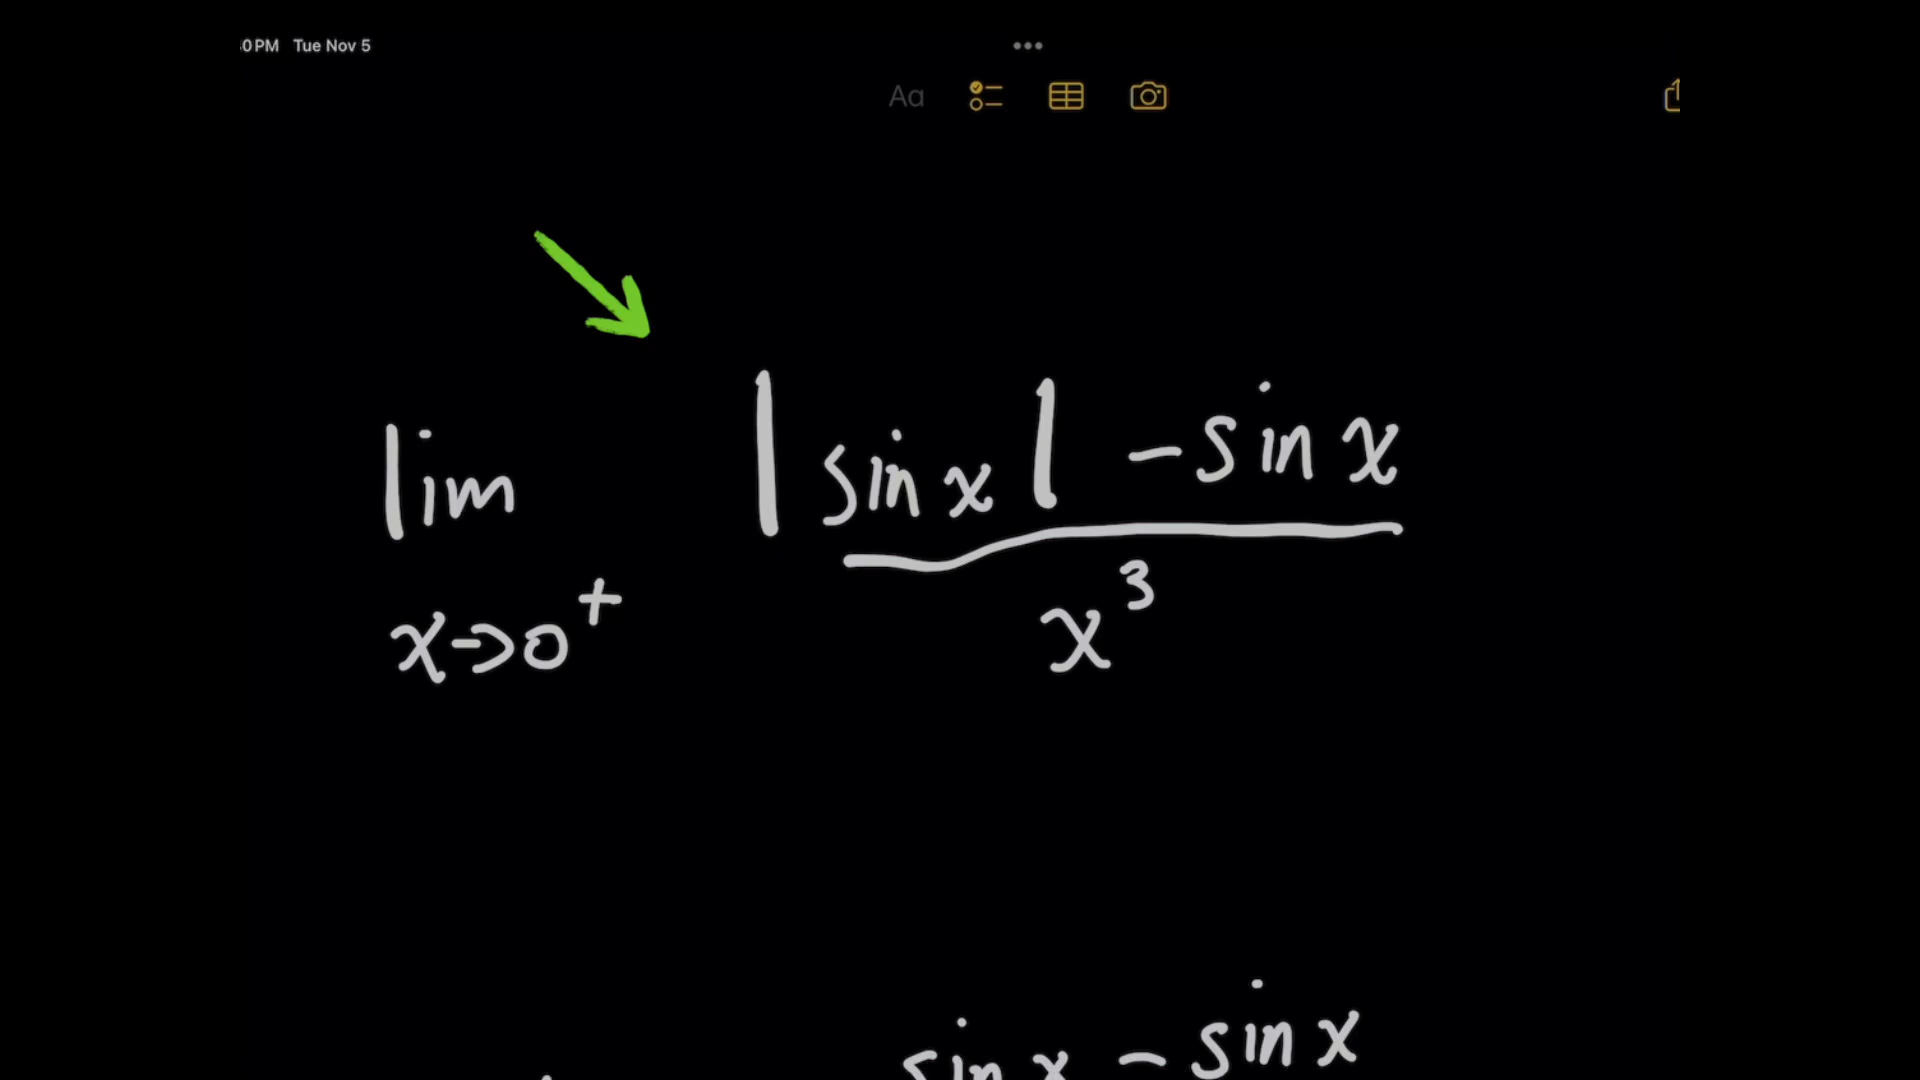 0PM Tue Nov 5
Aa
lim |sin x| - sin x
x→0⁺ x³
sin x - sin x